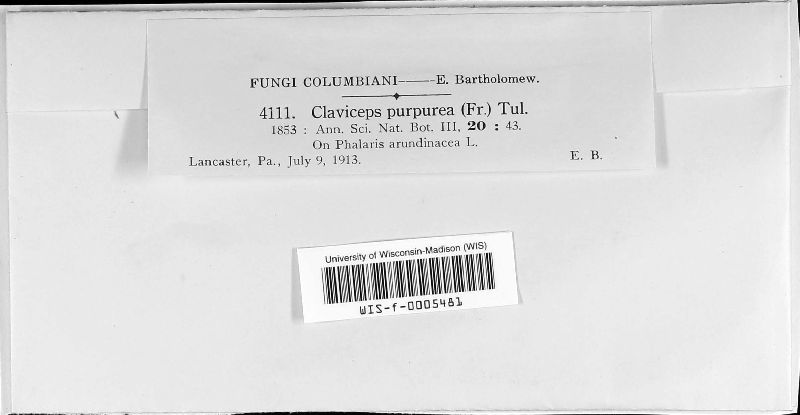 FUNGI COLUMBIANI——E. Bartholomew.
4111. Claviceps purpurea (Fr.) Tul.
1853 : Ann. Sci. Nat. Bot. III, 20 : 43.
On Phalaris arundinacea L.
Lancaster, Pa., July 9, 1913. E. B.
University of Wisconsin-Madison (WIS)
WIS-f-0005481